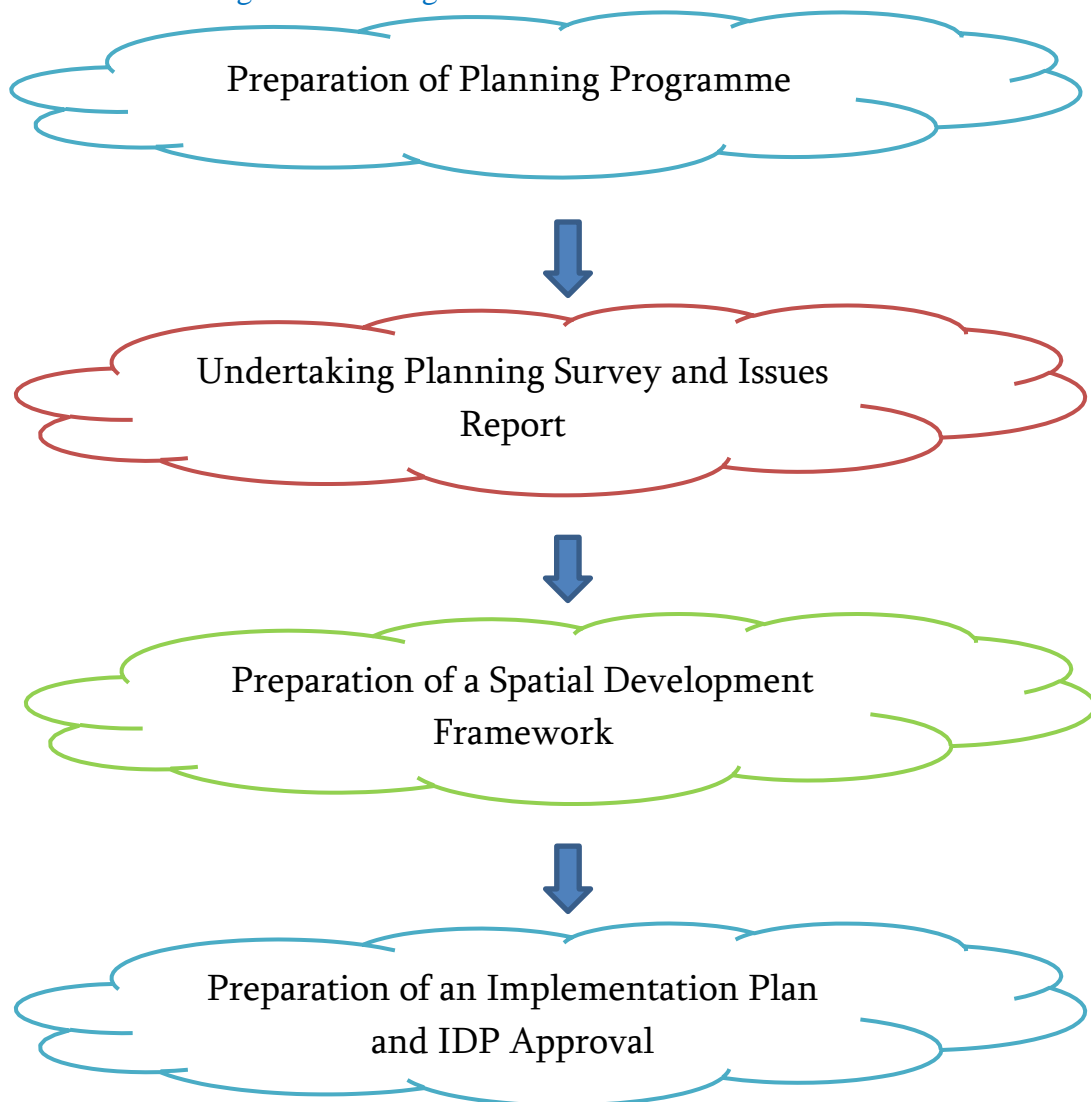 Preparation of Planning Programme
Undertaking Planning Survey and Issues
Report
Preparation of a Spatial Development
Framework
Preparation of an Implementation Plan
and IDP Approval